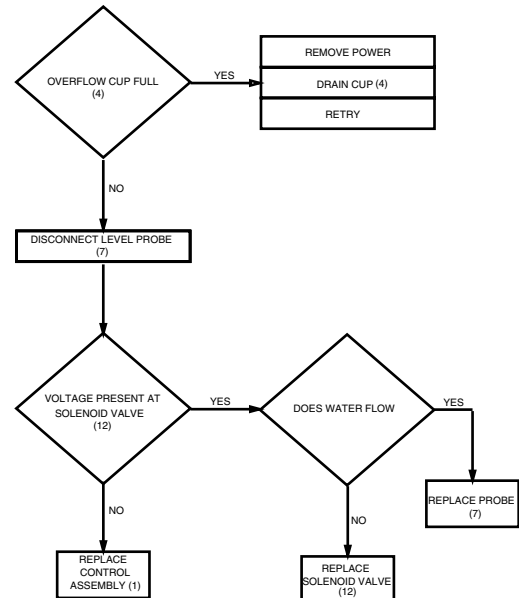 OVERFLOW CUP FULL
(4)
YES
REMOVE POWER
DRAIN CUP (4)
RETRY
NO
DISCONNECT LEVEL PROBE
(7)
VOLTAGE PRESENT AT
SOLENOID VALVE
(12)
YES
DOES WATER FLOW
YES
REPLACE PROBE
(7)
NO
REPLACE
CONTROL
ASSEMBLY (1)
NO
REPLACE
SOLENOID VALVE
(12)